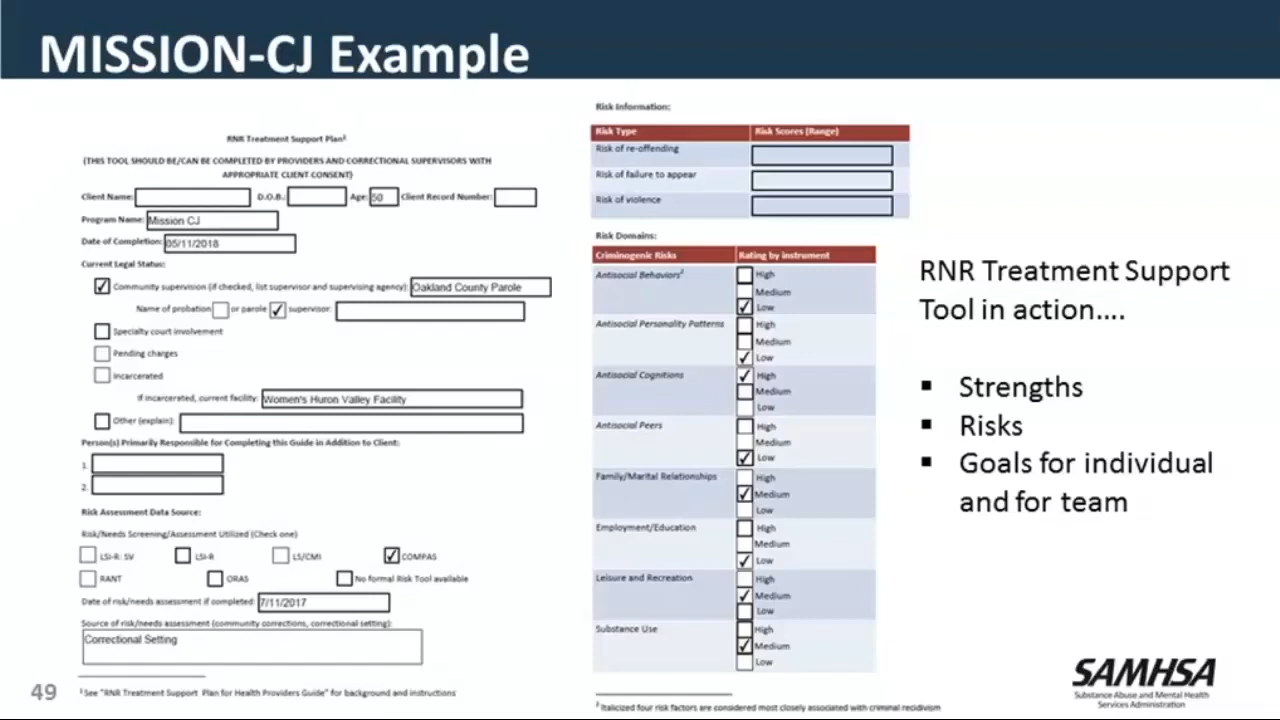 MISSION-CJ Example
RNR Treatment Support Plan¹
(THIS TOOL SHOULD BE/CAN BE COMPLETED BY PROVIDERS AND CORRECTIONAL SUPERVISORS WITH
APPROPRIATE CLIENT CONSENT)
Client Name: D.O.B.: Age: 50 Client Record Number:
Program Name: Mission CJ
Date of Completion: 05/11/2018
Current Legal Status:
Community supervision (if checked, list supervisor and supervising agency): Oakland County Parole
Name of probation or parole supervisor:
Specialty court involvement
Pending charges
Incarcerated
If incarcerated, current facility: Women's Huron Valley Facility
Other (explain):
Person(s) Primarily Responsible for Completing this Guide in Addition to Client:
1.
2.
Risk Assessment Data Source:
Risk/Needs Screening/Assessment Utilized (Check one)
LSI-R: SV LSI-R LS/CMI COMPAS
RANT ORAS No formal Risk Tool available
Date of risk/needs assessment if completed: 7/11/2017
Source of risk/needs assessment (community corrections, correctional setting):
Correctional Setting
¹ See "RNR Treatment Support Plan for Health Providers Guide" for background and instructions
49
Risk Information:
Risk Type Risk Scores (Range)
Risk of re-offending
Risk of failure to appear
Risk of violence
Risk Domains:
Criminogenic Risks Rating by instrument
Antisocial Behaviors² High
Medium
Low
Antisocial Personality Patterns High
Medium
Low
Antisocial Cognitions High
Medium
Low
Antisocial Peers High
Medium
Low
Family/Marital Relationships High
Medium
Low
Employment/Education High
Medium
Low
Leisure and Recreation High
Medium
Low
Substance Use High
Medium
Low
² Italicized four risk factors are considered most closely associated with criminal recidivism
RNR Treatment Support
Tool in action....
▪ Strengths
▪ Risks
▪ Goals for individual
and for team
SAMHSA
Substance Abuse and Mental Health
Services Administration